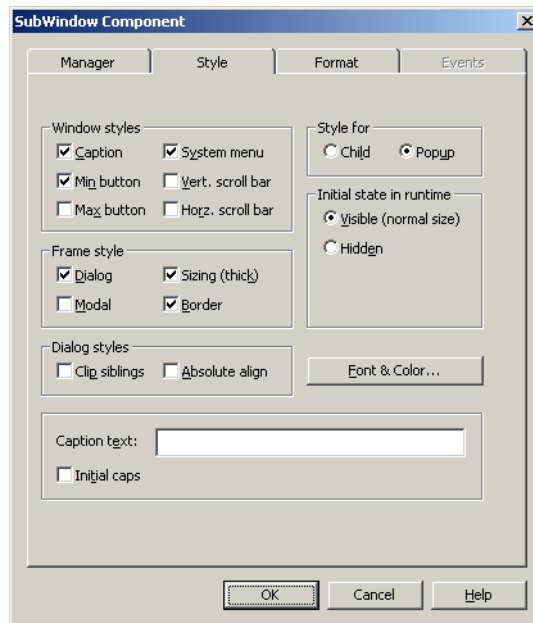 SubWindow Component
Manager Style Format Events
Window styles
Caption System menu
Min button Vert. scroll bar
Max button Horz. scroll bar
Style for
Child Popup
Initial state in runtime
Visible (normal size)
Hidden
Frame style
Dialog Sizing (thick)
Modal Border
Dialog styles
Clip siblings Absolute align
Font & Color...
Caption text:
Initial caps
OK Cancel Help